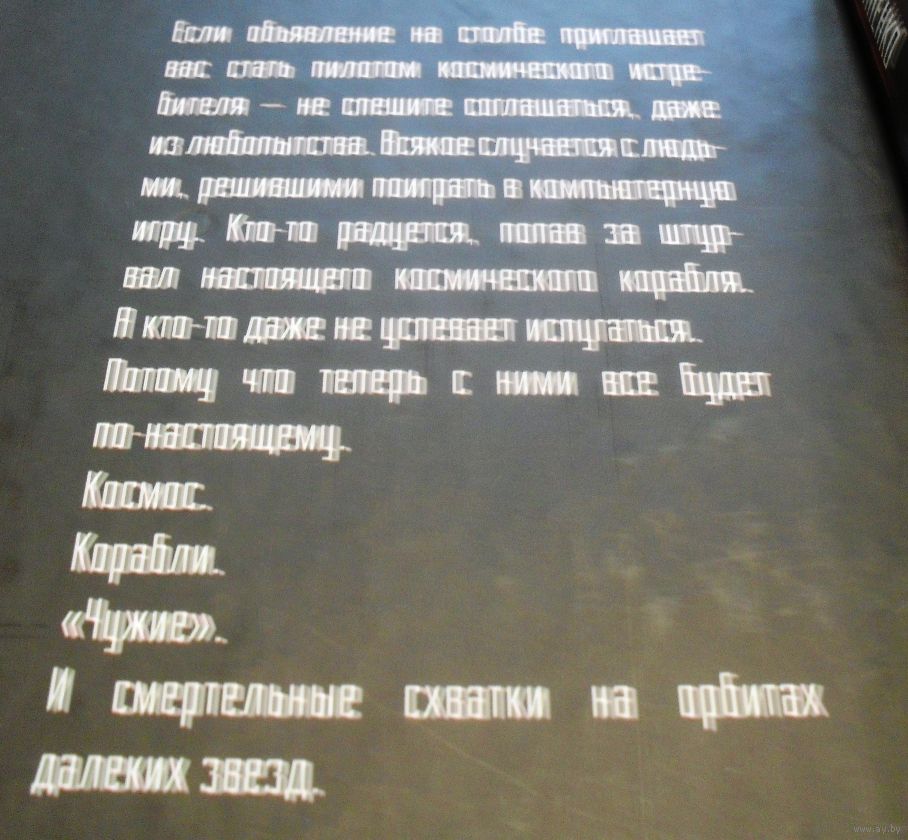 Если объявление на столбе приглашает
вас стать пилотом космического истре-
бителя — не спешите соглашаться, даже
из любопытства. Всякое случается с людь-
ми, решившими поиграть в компьютерную
игру. Кто-то радуется, попав за штур-
вал настоящего космического корабля.
А кто-то даже не успевает испугаться.
Потому что теперь с ними все будет
по-настоящему.
Космос.
Корабли.
«Чужие».
И смертельные схватки на орбитах
далеких звезд.
www.ay.by